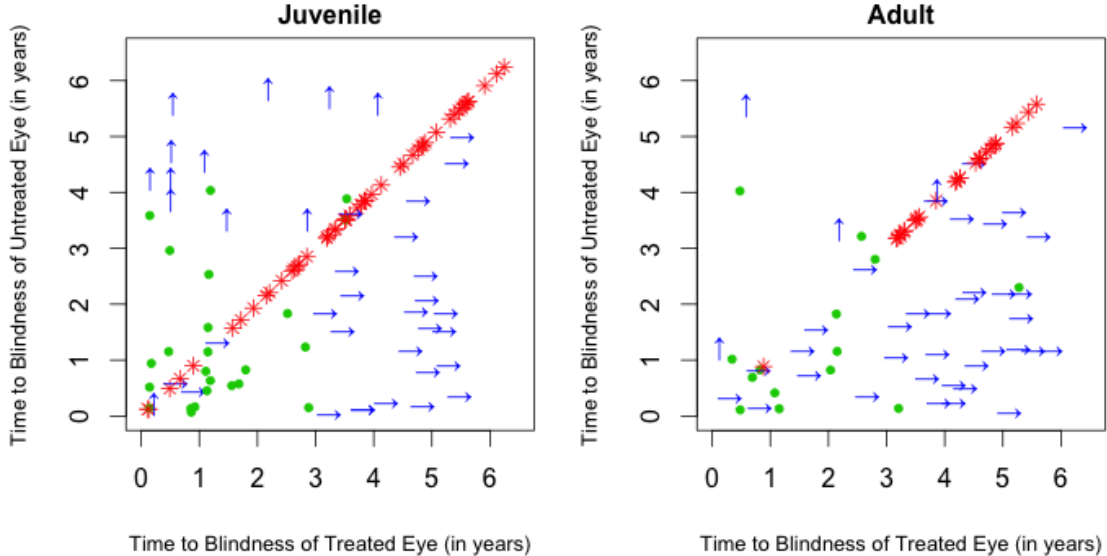 Juvenile
Time to Blindness of Untreated Eye (in years)
6
5
4
3
2
1
0
0 1 2 3 4 5 6
Time to Blindness of Treated Eye (in years)
Adult
Time to Blindness of Untreated Eye (in years)
6
5
4
3
2
1
0
0 1 2 3 4 5 6
Time to Blindness of Treated Eye (in years)